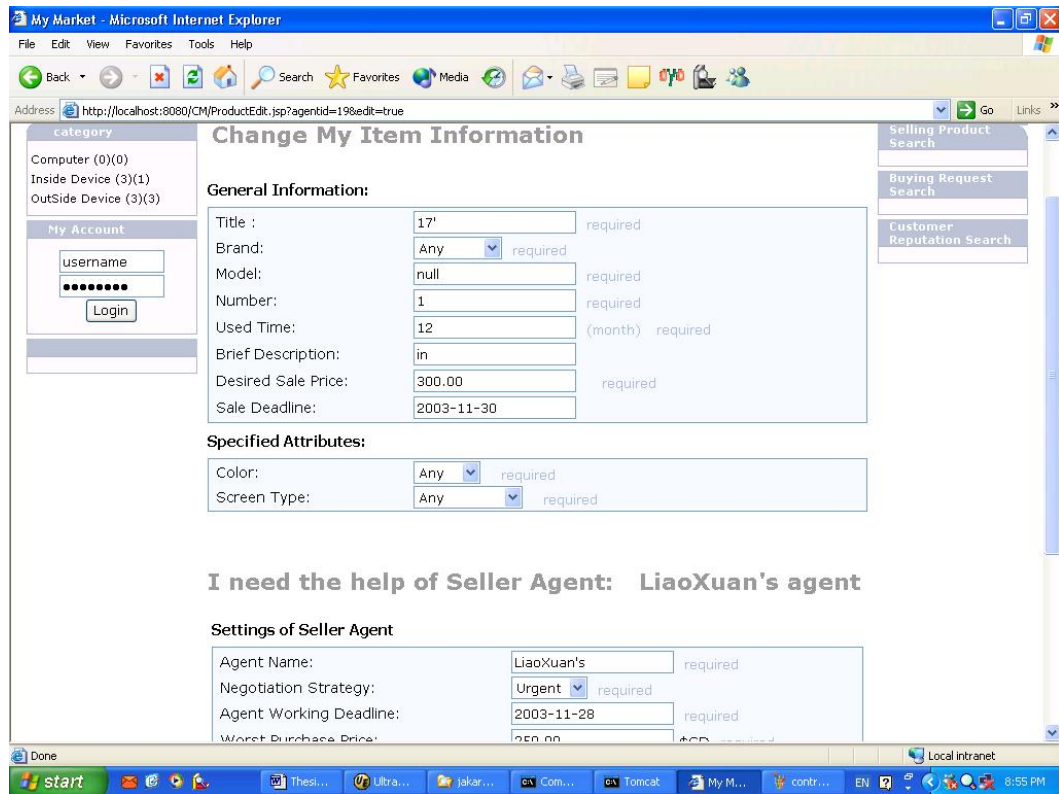 My Market - Microsoft Internet Explorer
File Edit View Favorites Tools Help
Back Search Favorites Media
Address http://localhost:8080/CM/ProductEdit.jsp?agentid=19&edit=true Go Links »
category
Computer (0)(0)
Inside Device (3)(1)
OutSide Device (3)(3)
My Account
username
Login
Change My Item Information
General Information:
Title : 17' required
Brand: Any required
Model: null required
Number: 1 required
Used Time: 12 (month) required
Brief Description: in
Desired Sale Price: 300.00 required
Sale Deadline: 2003-11-30
Specified Attributes:
Color: Any required
Screen Type: Any required
I need the help of Seller Agent: LiaoXuan's agent
Settings of Seller Agent
Agent Name: LiaoXuan's required
Negotiation Strategy: Urgent required
Agent Working Deadline: 2003-11-28 required
Worst Purchase Price: 250.00
Selling Product
Search
Buying Request
Search
Customer
Reputation Search
Done Local intranet
start Thesi... Ultra... jakar... Com... Tomcat My M... contr... EN 8:55 PM